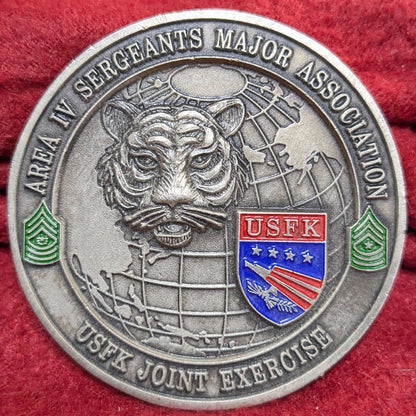 AREA IV SERGEANTS MAJOR ASSOCIATION
USFK
USFK JOINT EXERCISE